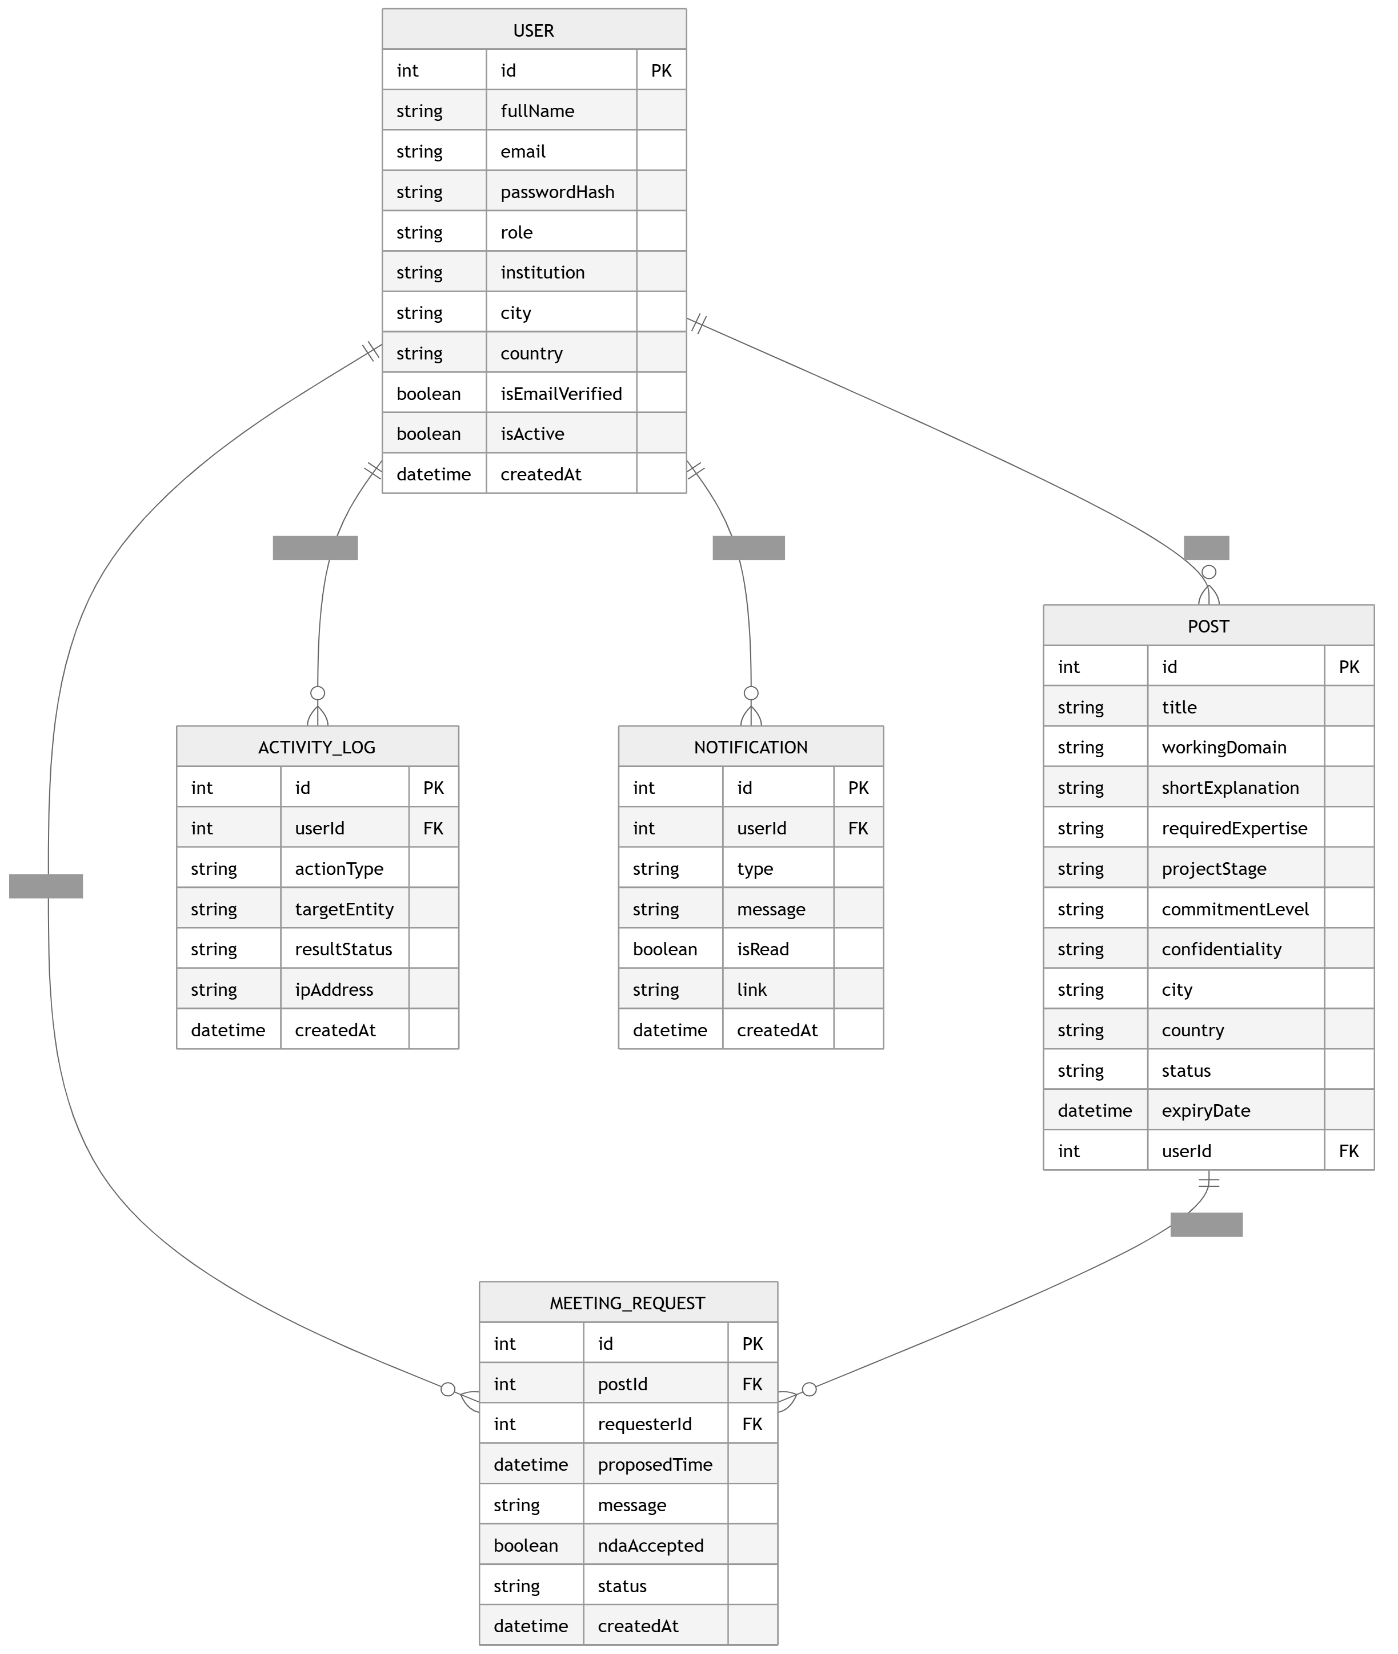 USER
int id PK
string fullName
string email
string passwordHash
string role
string institution
string city
string country
boolean isEmailVerified
boolean isActive
datetime createdAt
POST
int id PK
string title
string workingDomain
string shortExplanation
string requiredExpertise
string projectStage
string commitmentLevel
string confidentiality
string city
string country
string status
datetime expiryDate
int userId FK
ACTIVITY_LOG
int id PK
int userId FK
string actionType
string targetEntity
string resultStatus
string ipAddress
datetime createdAt
NOTIFICATION
int id PK
int userId FK
string type
string message
boolean isRead
string link
datetime createdAt
MEETING_REQUEST
int id PK
int postId FK
int requesterId FK
datetime proposedTime
string message
boolean ndaAccepted
string status
datetime createdAt